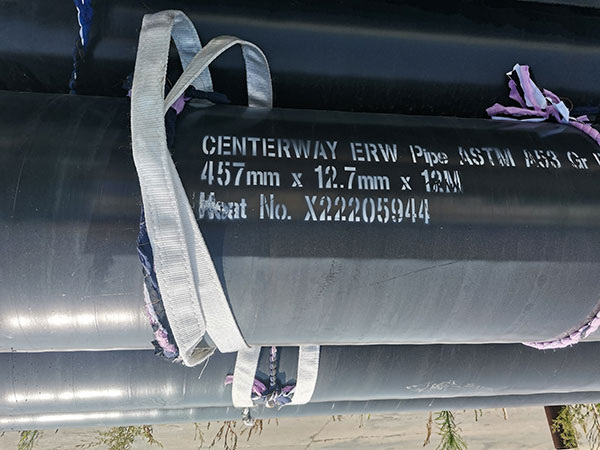 CENTERWAY ERW Pipe ASTM A53 Gr
457mm x 12.7mm x 12M
Heat No. X22205944